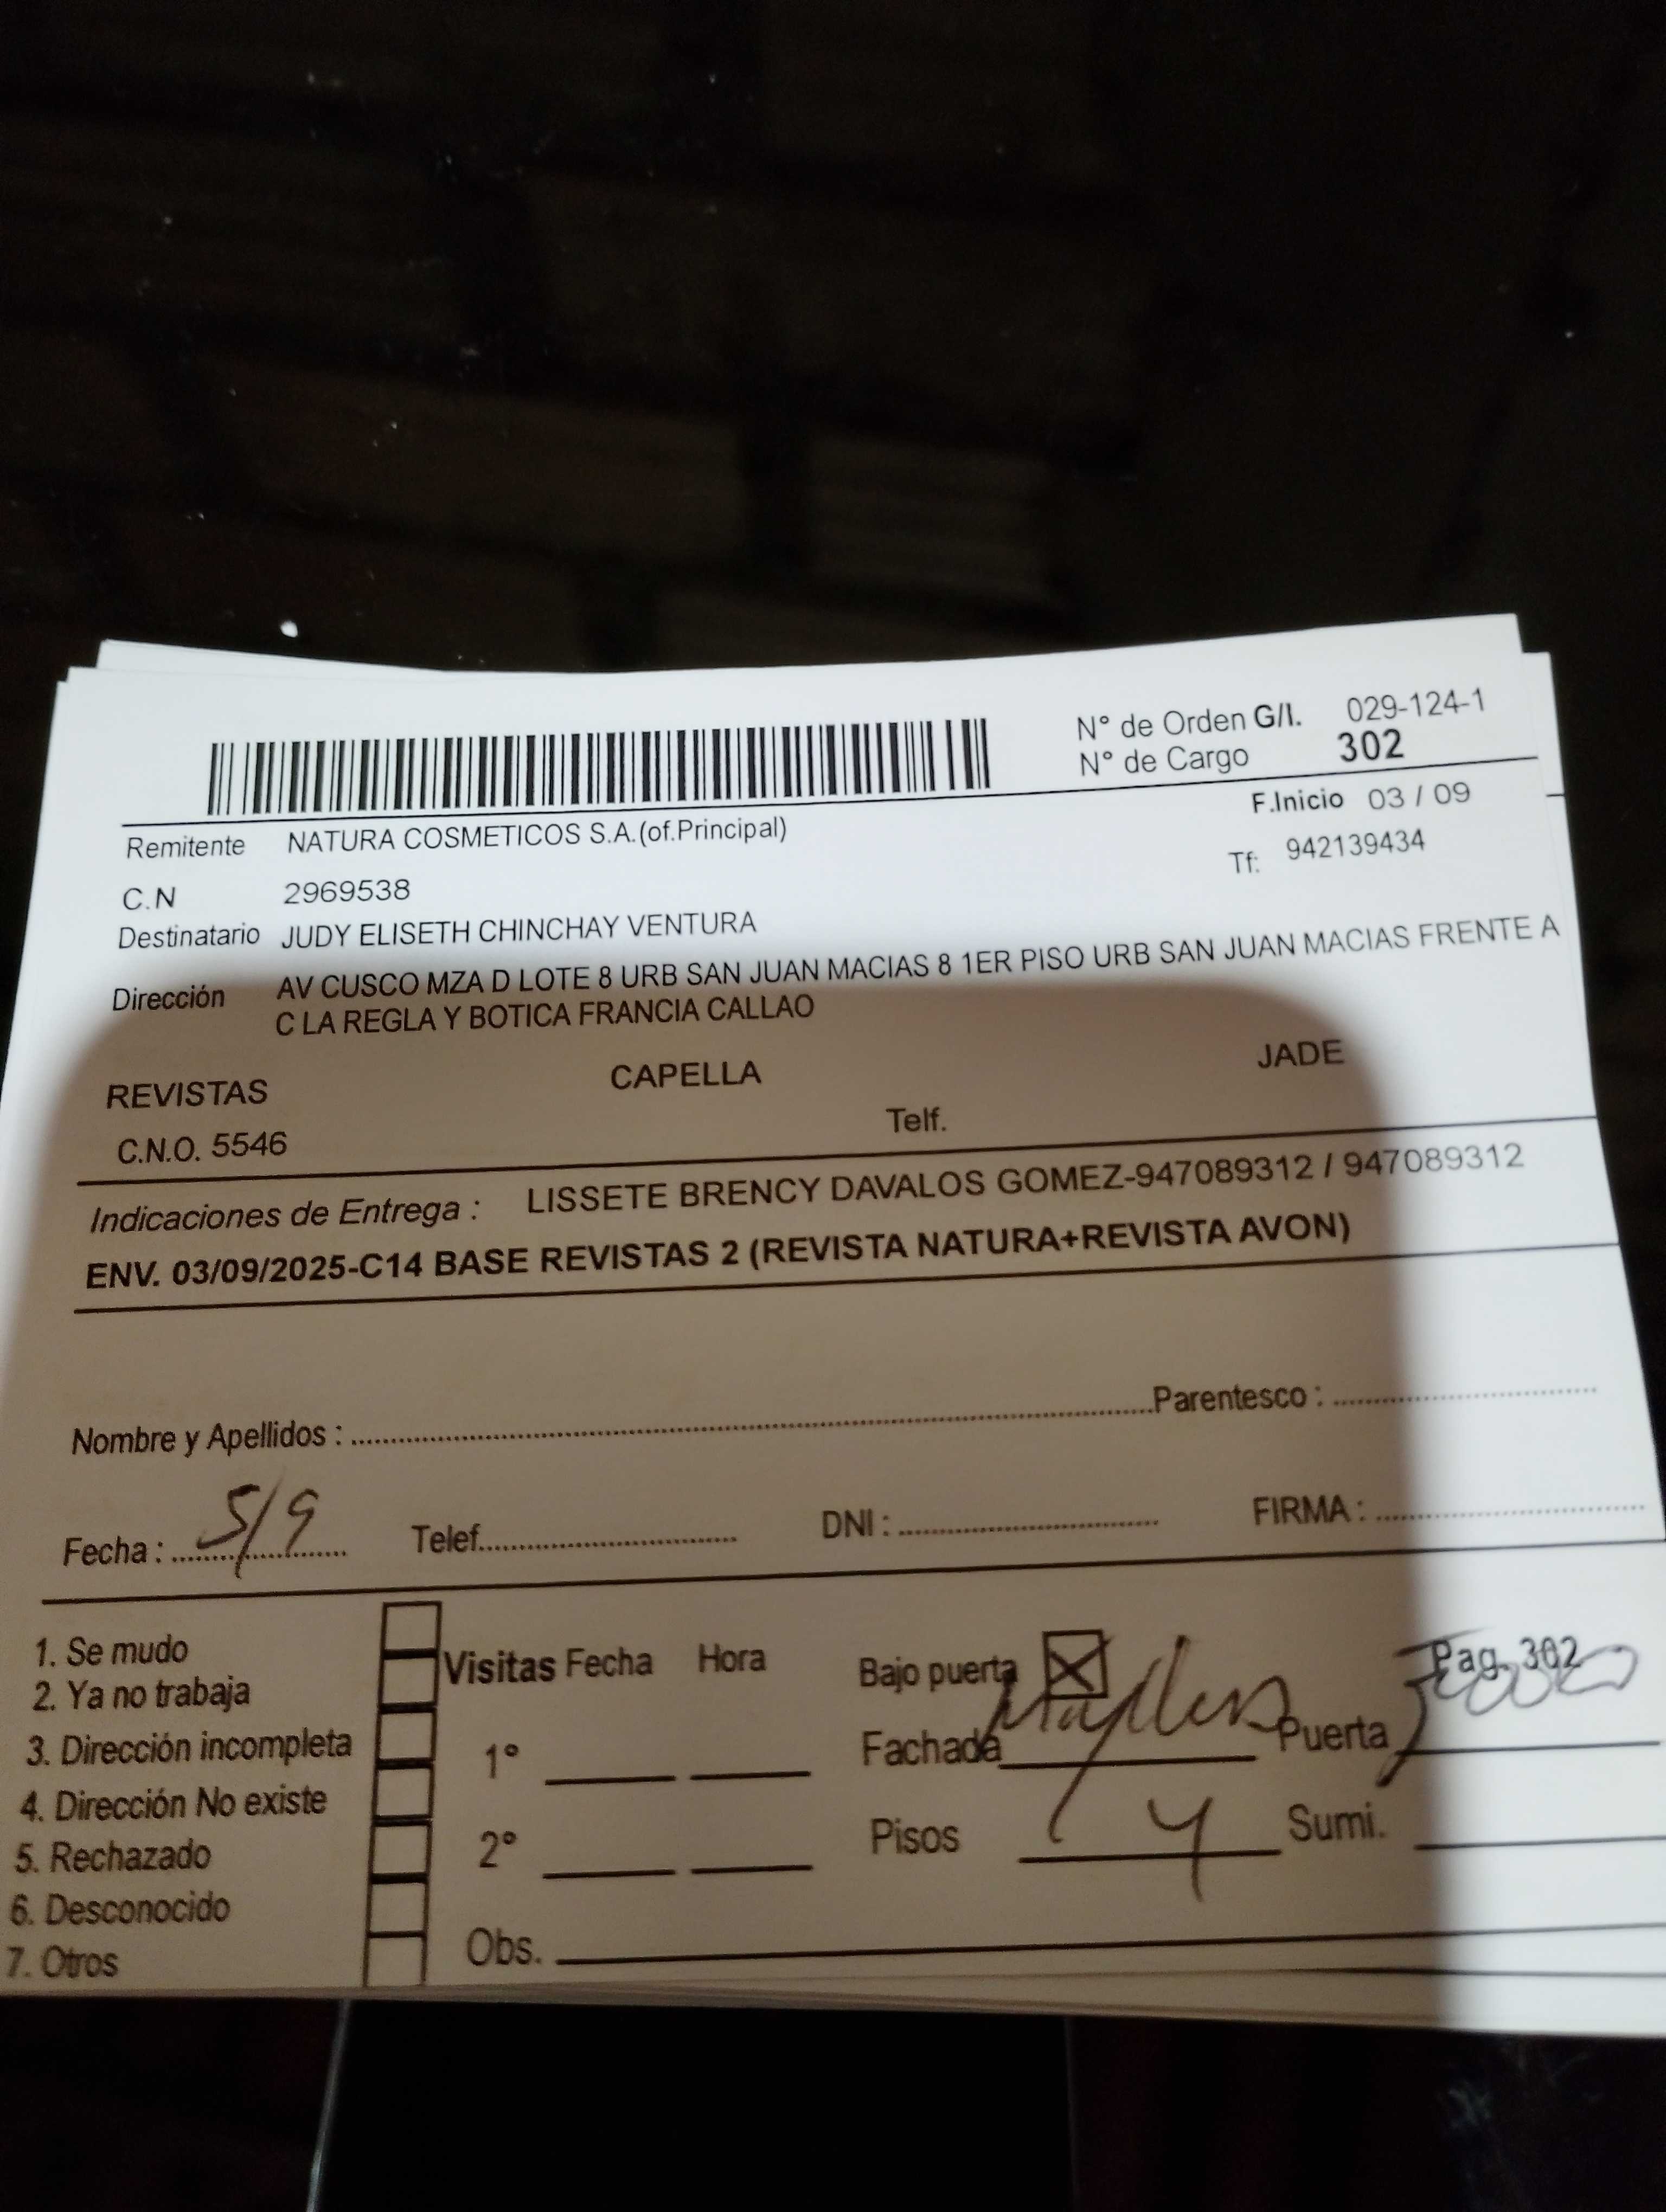 N° de Orden G/I. 029-124-1
N° de Cargo 302
F.Inicio 03 / 09
Remitente NATURA COSMETICOS S.A.(of.Principal)
Tf: 942139434
C.N 2969538
Destinatario JUDY ELISETH CHINCHAY VENTURA
Dirección AV CUSCO MZA D LOTE 8 URB SAN JUAN MACIAS 8 1ER PISO URB SAN JUAN MACIAS FRENTE A
C LA REGLA Y BOTICA FRANCIA CALLAO
REVISTAS CAPELLA JADE
C.N.O. 5546 Telf.
Indicaciones de Entrega : LISSETE BRENCY DAVALOS GOMEZ-947089312 / 947089312
ENV. 03/09/2025-C14 BASE REVISTAS 2 (REVISTA NATURA+REVISTA AVON)
Nombre y Apellidos : Parentesco :
Fecha : 5/9 Telef. DNI : FIRMA :
1. Se mudo
2. Ya no trabaja
3. Dirección incompleta
4. Dirección No existe
5. Rechazado
6. Desconocido
7. Otros
Visitas Fecha Hora
1°
2°
Obs.
Bajo puerta
Pag. 302
Fachada Puerta
Pisos 4 Sumi.